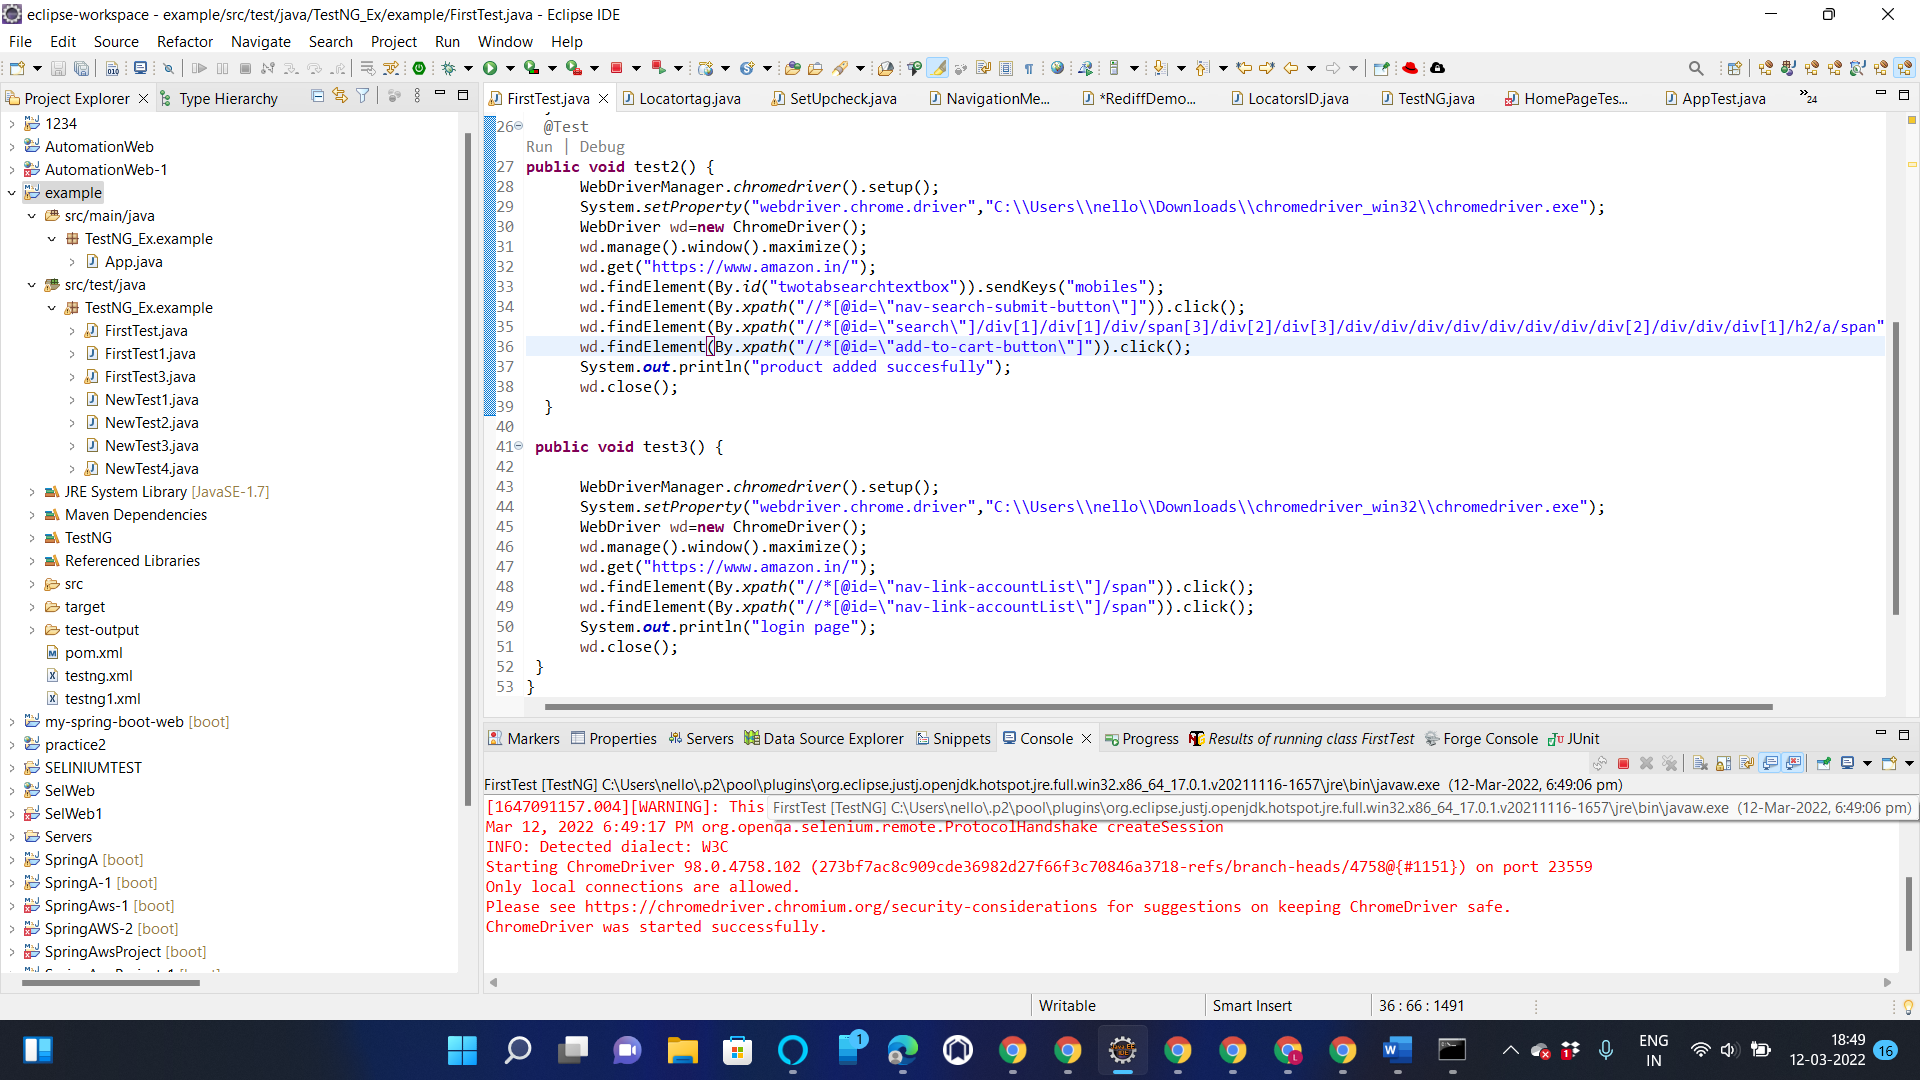 eclipse-workspace - example/src/test/java/TestNG_Ex/example/FirstTest.java - Eclipse IDE
File Edit Source Refactor Navigate Search Project Run Window Help
Project Explorer Type Hierarchy
FirstTest.java Locatortag.java SetUpcheck.java NavigationMe... *RediffDemo... LocatorsID.java TestNG.java HomePageTes... AppTest.java »24
1234
AutomationWeb
AutomationWeb-1
example
src/main/java
TestNG_Ex.example
App.java
src/test/java
TestNG_Ex.example
FirstTest.java
FirstTest1.java
FirstTest3.java
NewTest1.java
NewTest2.java
NewTest3.java
NewTest4.java
JRE System Library [JavaSE-1.7]
Maven Dependencies
TestNG
Referenced Libraries
src
target
test-output
pom.xml
testng.xml
testng1.xml
my-spring-boot-web [boot]
practice2
SELINIUMTEST
SelWeb
SelWeb1
Servers
SpringA [boot]
SpringA-1 [boot]
SpringAws-1 [boot]
SpringAWS-2 [boot]
SpringAwsProject [boot]
26 @Test
Run | Debug
27 public void test2() {
28 WebDriverManager.chromedriver().setup();
29 System.setProperty("webdriver.chrome.driver","C:\\Users\\nello\\Downloads\\chromedriver_win32\\chromedriver.exe");
30 WebDriver wd=new ChromeDriver();
31 wd.manage().window().maximize();
32 wd.get("https://www.amazon.in/");
33 wd.findElement(By.id("twotabsearchtextbox")).sendKeys("mobiles");
34 wd.findElement(By.xpath("//*[@id=\"nav-search-submit-button\"]")).click();
35 wd.findElement(By.xpath("//*[@id=\"search\"]/div[1]/div[1]/div/span[3]/div[2]/div[3]/div/div/div/div/div/div/div/div[2]/div/div/div[1]/h2/a/span"
36 wd.findElement(By.xpath("//*[@id=\"add-to-cart-button\"]")).click();
37 System.out.println("product added succesfully");
38 wd.close();
39 }
40
41 public void test3() {
42
43 WebDriverManager.chromedriver().setup();
44 System.setProperty("webdriver.chrome.driver","C:\\Users\\nello\\Downloads\\chromedriver_win32\\chromedriver.exe");
45 WebDriver wd=new ChromeDriver();
46 wd.manage().window().maximize();
47 wd.get("https://www.amazon.in/");
48 wd.findElement(By.xpath("//*[@id=\"nav-link-accountList\"]/span")).click();
49 wd.findElement(By.xpath("//*[@id=\"nav-link-accountList\"]/span")).click();
50 System.out.println("login page");
51 wd.close();
52 }
53 }
Markers Properties Servers Data Source Explorer Snippets Console Progress Results of running class FirstTest Forge Console JUnit
FirstTest [TestNG] C:\Users\nello\.p2\pool\plugins\org.eclipse.justj.openjdk.hotspot.jre.full.win32.x86_64_17.0.1.v20211116-1657\jre\bin\javaw.exe (12-Mar-2022, 6:49:06 pm)
[1647091157.004][WARNING]: This
FirstTest [TestNG] C:\Users\nello\.p2\pool\plugins\org.eclipse.justj.openjdk.hotspot.jre.full.win32.x86_64_17.0.1.v20211116-1657\jre\bin\javaw.exe (12-Mar-2022, 6:49:06 pm)
Mar 12, 2022 6:49:17 PM org.openqa.selenium.remote.ProtocolHandshake createSession
INFO: Detected dialect: W3C
Starting ChromeDriver 98.0.4758.102 (273bf7ac8c909cde36982d27f66f3c70846a3718-refs/branch-heads/4758@{#1151}) on port 23559
Only local connections are allowed.
Please see https://chromedriver.chromium.org/security-considerations for suggestions on keeping ChromeDriver safe.
ChromeDriver was started successfully.
Writable Smart Insert 36 : 66 : 1491
1
ENG
IN
18:49
12-03-2022
16